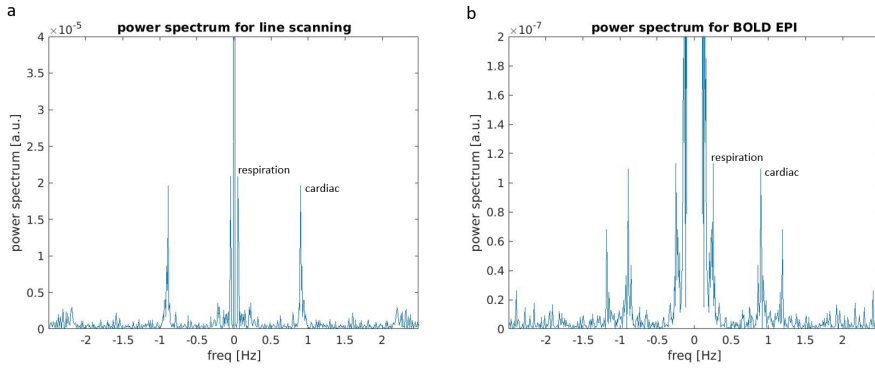 a
power spectrum for line scanning
×10⁻⁵
4
3.5
3
2.5
2
1.5
1
0.5
0
power spectrum [a.u.]
respiration
cardiac
-2 -1.5 -1 -0.5 0 0.5 1 1.5 2
freq [Hz]
b
power spectrum for BOLD EPI
×10⁻⁷
2
1.8
1.6
1.4
1.2
1
0.8
0.6
0.4
0.2
0
power spectrum [a.u.]
respiration
cardiac
-2 -1.5 -1 -0.5 0 0.5 1 1.5 2
freq [Hz]